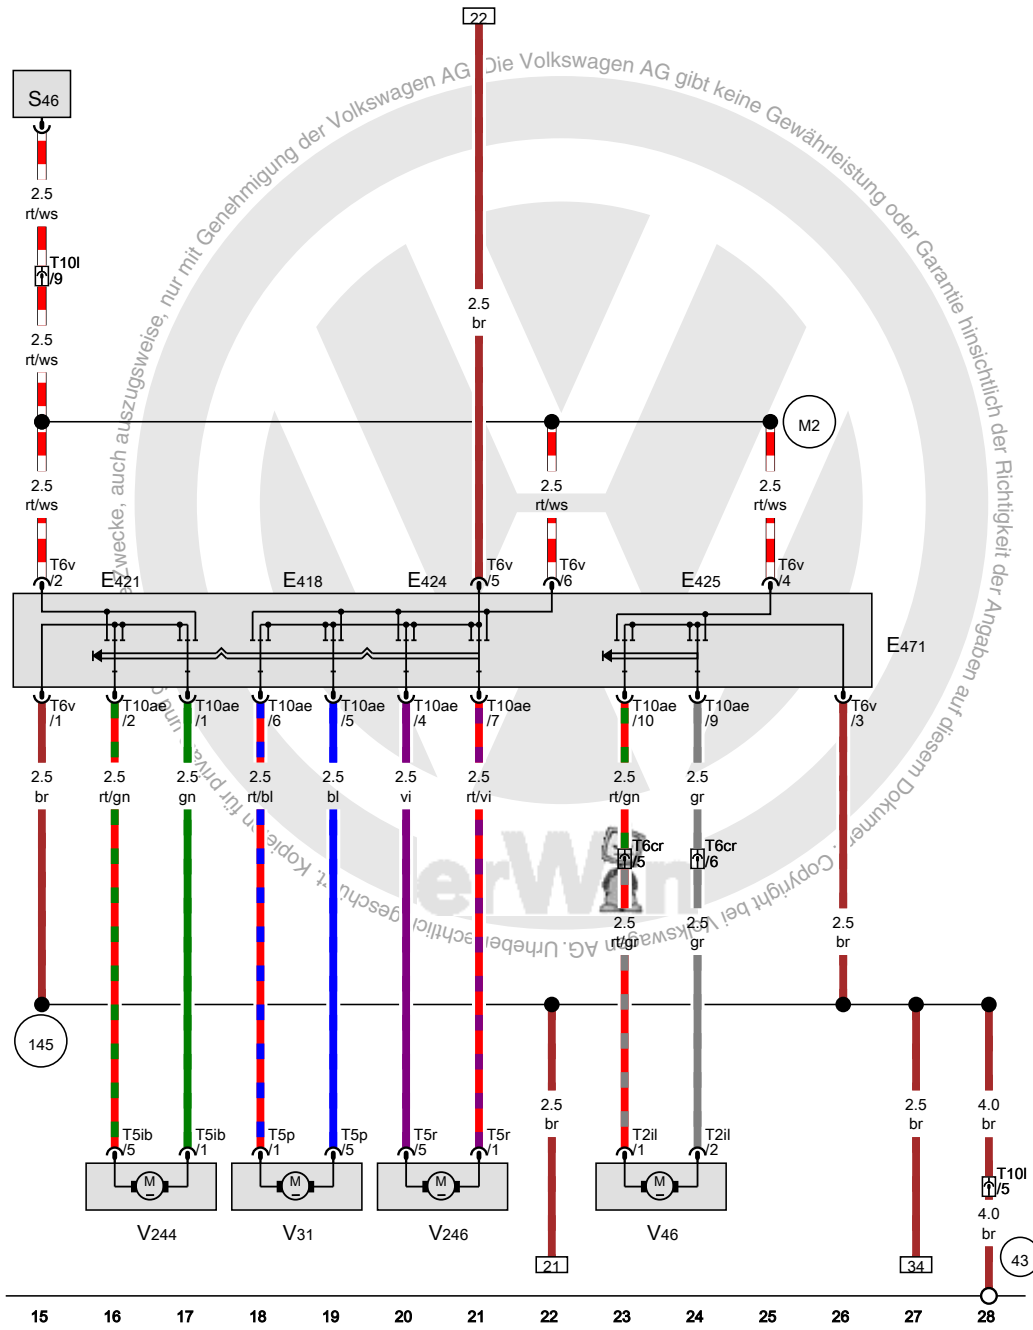 22
S46
2.5
rt/ws
T10l
/9
2.5
rt/ws
2.5
br
M2
2.5
rt/ws
2.5
rt/ws
2.5
rt/ws
T6v
/2
E421
E418
E424
T6v
/5
T6v
/6
E425
T6v
/4
E471
T6v
/1
T10ae
/2
T10ae
/1
T10ae
/6
T10ae
/5
T10ae
/4
T10ae
/7
T10ae
/10
T10ae
/9
T6v
/3
2.5
br
2.5
rt/gn
2.5
gn
2.5
rt/bl
2.5
bl
2.5
vi
2.5
rt/vi
2.5
rt/gn
2.5
gr
T6cr
/5
T6cr
/6
2.5
rt/gr
2.5
gr
2.5
br
145
2.5
br
2.5
br
4.0
br
T5ib
/5
T5ib
/1
T5p
/1
T5p
/5
T5r
/5
T5r
/1
T2il
/1
T2il
/2
T10l
/5
M
M
M
M
V244
V31
V246
V46
4.0
br
21
34
43
15 16 17 18 19 20 21 22 23 24 25 26 27 28
Zwecke, auch auszugsweise, nur mit Genehmigung der Volkswagen AG. Die Volkswagen AG gibt keine Gewährleistung oder Garantie hinsichtlich der Richtigkeit der Angaben auf diesem Dokument. Copyright bei Volkswagen AG.